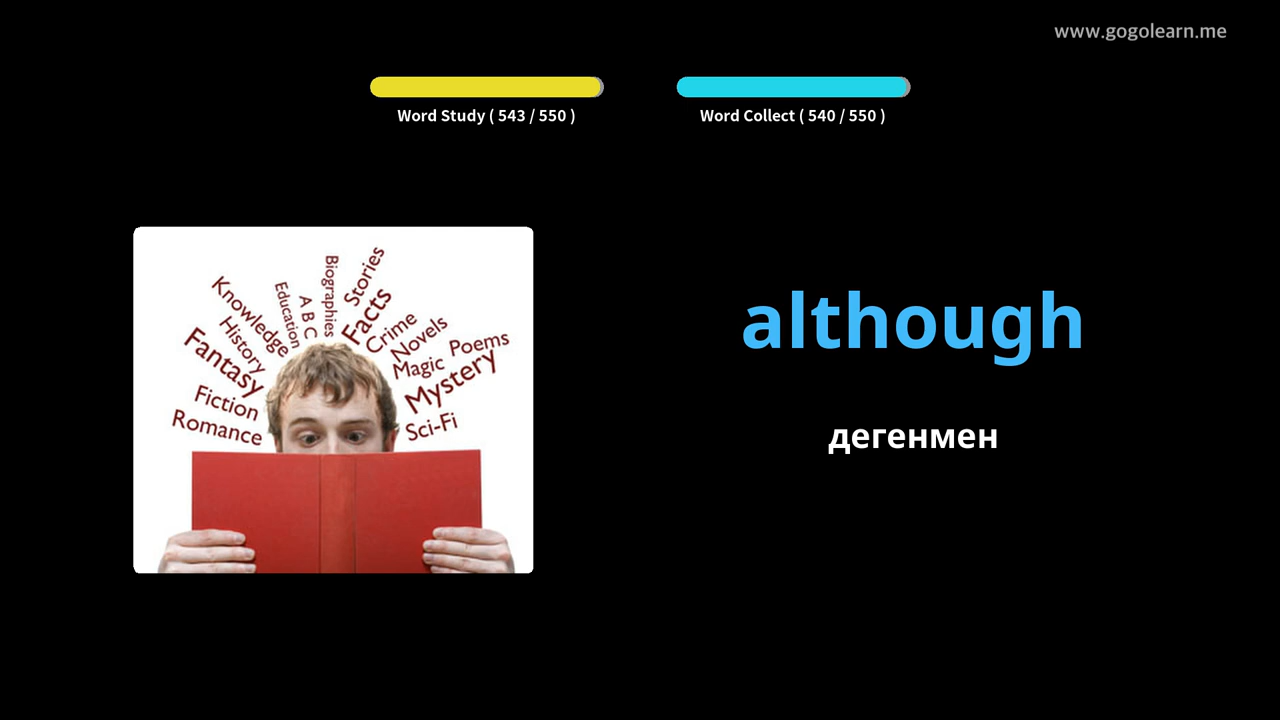 www.gogolearn.me
Word Study ( 543 / 550 )
Word Collect ( 540 / 550 )
Knowledge
History
Fantasy
Fiction
Romance
Education
A B C
Biographies
Stories
Facts
Crime
Novels
Magic
Poems
Mystery
Sci-Fi
although
дегенмен